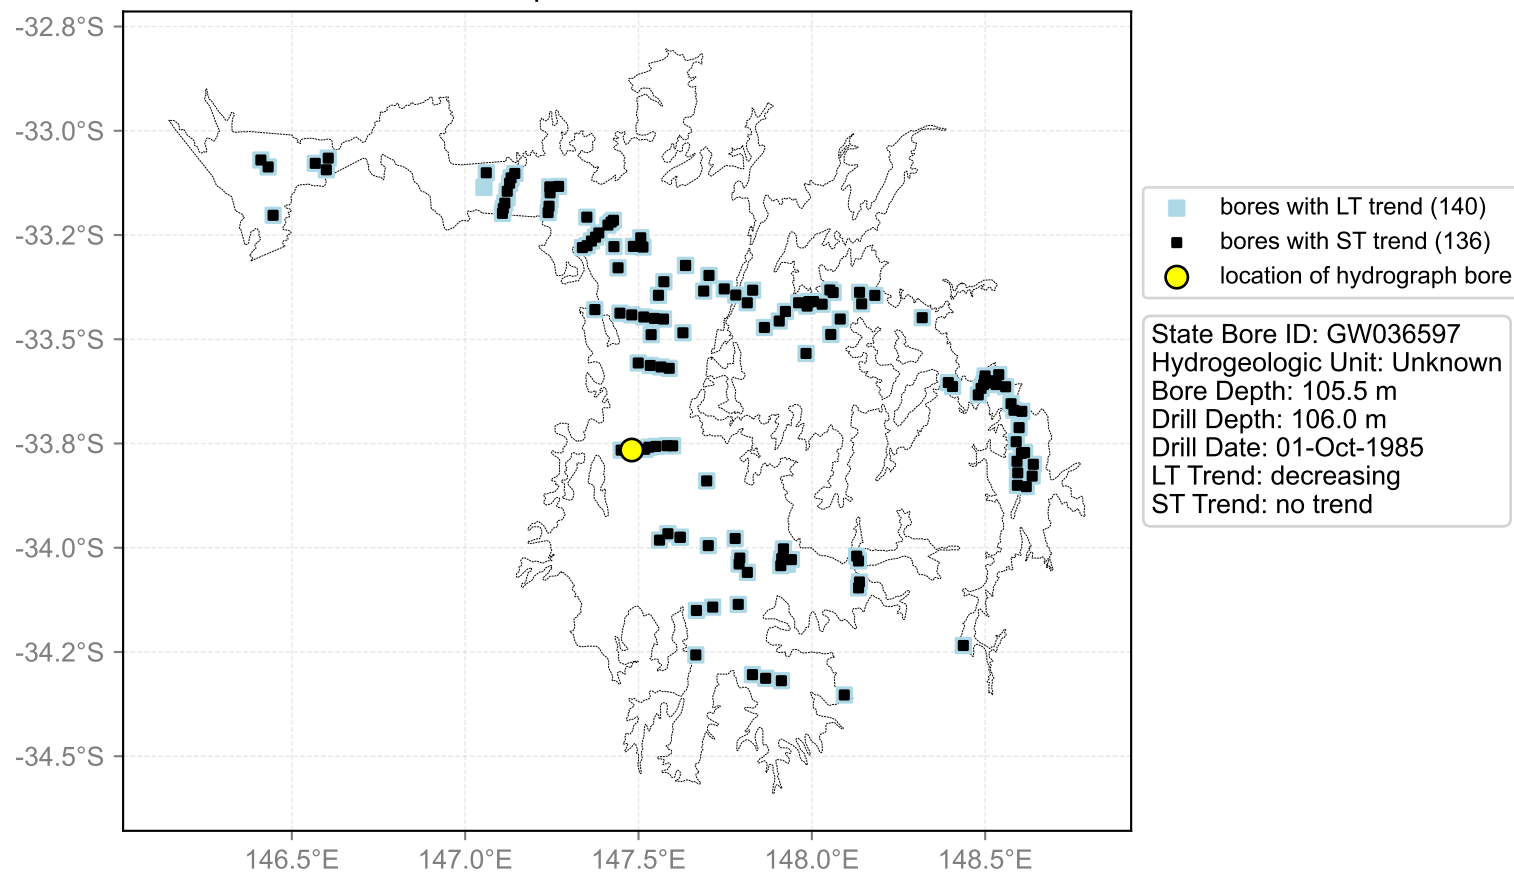 -32.8°S
-33.0°S
-33.2°S
-33.5°S
-33.8°S
-34.0°S
-34.2°S
-34.5°S
146.5°E
147.0°E
147.5°E
148.0°E
148.5°E
bores with LT trend (140)
bores with ST trend (136)
location of hydrograph bore
State Bore ID: GW036597
Hydrogeologic Unit: Unknown
Bore Depth: 105.5 m
Drill Depth: 106.0 m
Drill Date: 01-Oct-1985
LT Trend: decreasing
ST Trend: no trend